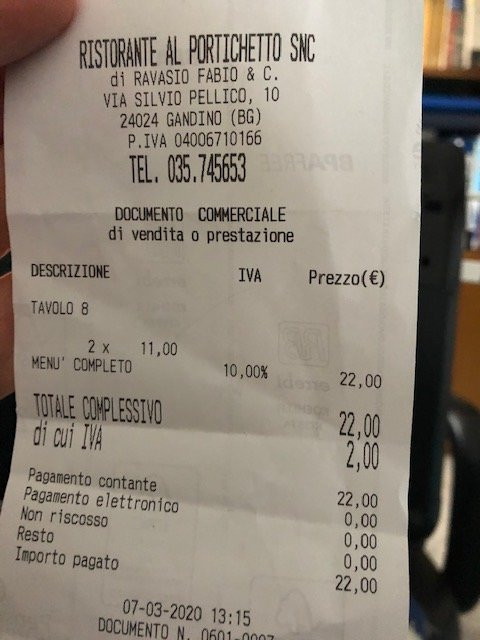 RISTORANTE AL PORTICHETTO SNC
di RAVASIO FABIO & C.
VIA SILVIO PELLICO, 10
24024 GANDINO (BG)
P.IVA 04006710166
TEL. 035.745653
DOCUMENTO COMMERCIALE
di vendita o prestazione
DESCRIZIONE IVA Prezzo(€)
TAVOLO 8
2 x 11,00
MENU' COMPLETO 10,00% 22,00
TOTALE COMPLESSIVO 22,00
di cui IVA 2,00
Pagamento contante 22,00
Pagamento elettronico 0,00
Non riscosso 0,00
Resto 0,00
Importo pagato 22,00
07-03-2020 13:15
DOCUMENTO N. 0601-0007